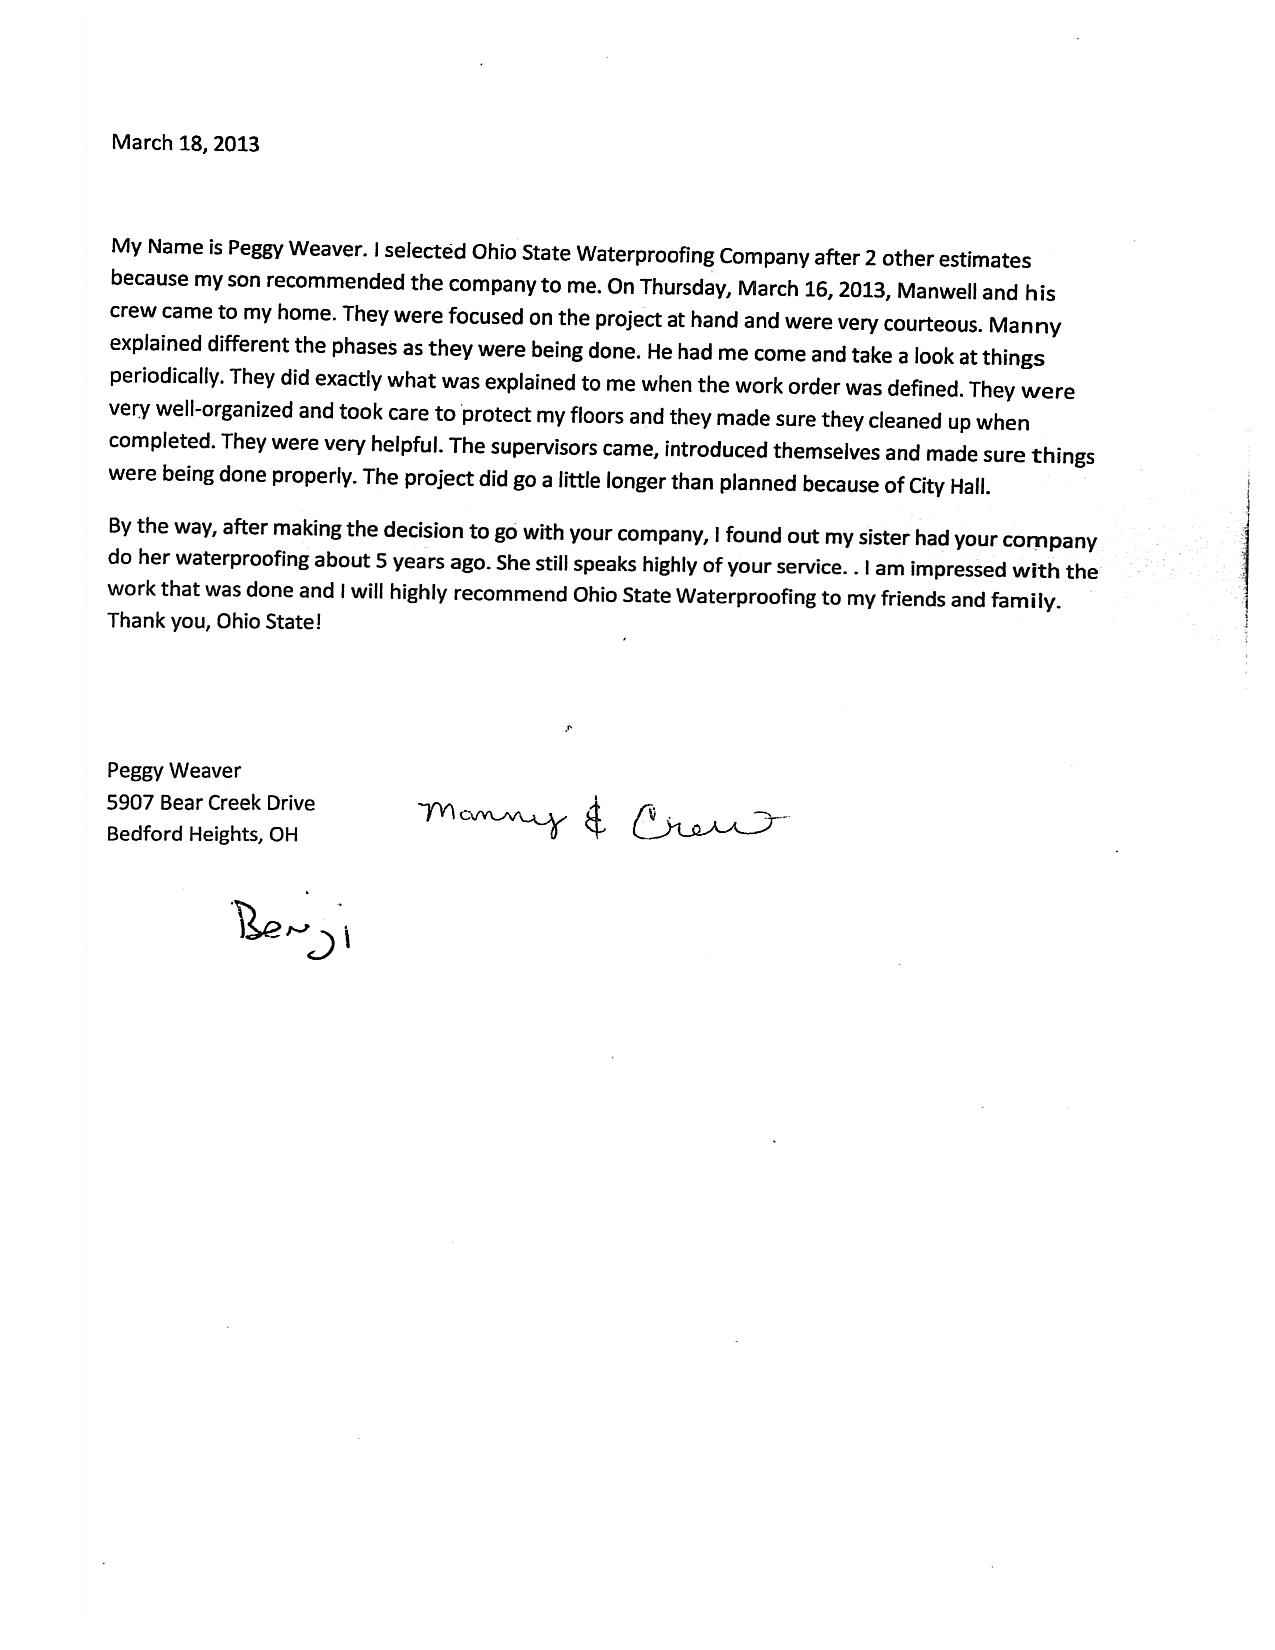 March 18, 2013
My Name is Peggy Weaver. I selected Ohio State Waterproofing Company after 2 other estimates
because my son recommended the company to me. On Thursday, March 16, 2013, Manwell and his
crew came to my home. They were focused on the project at hand and were very courteous. Manny
explained different the phases as they were being done. He had me come and take a look at things
periodically. They did exactly what was explained to me when the work order was defined. They were
very well-organized and took care to protect my floors and they made sure they cleaned up when
completed. They were very helpful. The supervisors came, introduced themselves and made sure things
were being done properly. The project did go a little longer than planned because of City Hall.
By the way, after making the decision to go with your company, I found out my sister had your company
do her waterproofing about 5 years ago. She still speaks highly of your service. . I am impressed with the
work that was done and I will highly recommend Ohio State Waterproofing to my friends and family.
Thank you, Ohio State!
Peggy Weaver
5907 Bear Creek Drive
Bedford Heights, OH
Manny & Crew
Benji